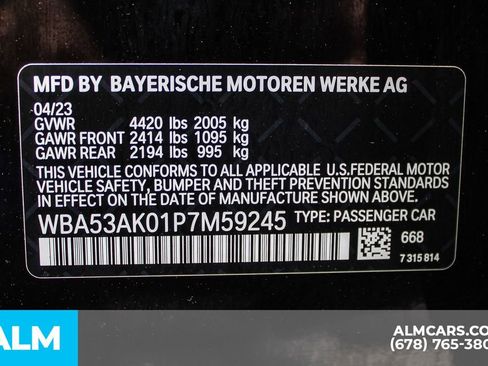 MFD BY BAYERISCHE MOTOREN WERKE AG
04/23
GVWR 4420 lbs 2005 kg
GAWR FRONT 2414 lbs 1095 kg
GAWR REAR 2194 lbs 995 kg
THIS VEHICLE CONFORMS TO ALL APPLICABLE U.S.FEDERAL MOTOR
VEHICLE SAFETY, BUMPER AND THEFT PREVENTION STANDARDS
IN EFFECT ON THE DATE OF MANUFACTURE SHOWN ABOVE.
WBA53AK01P7M59245 TYPE: PASSENGER CAR
668
7 315 814
ALM
ALMCARS.CO
(678) 765-380